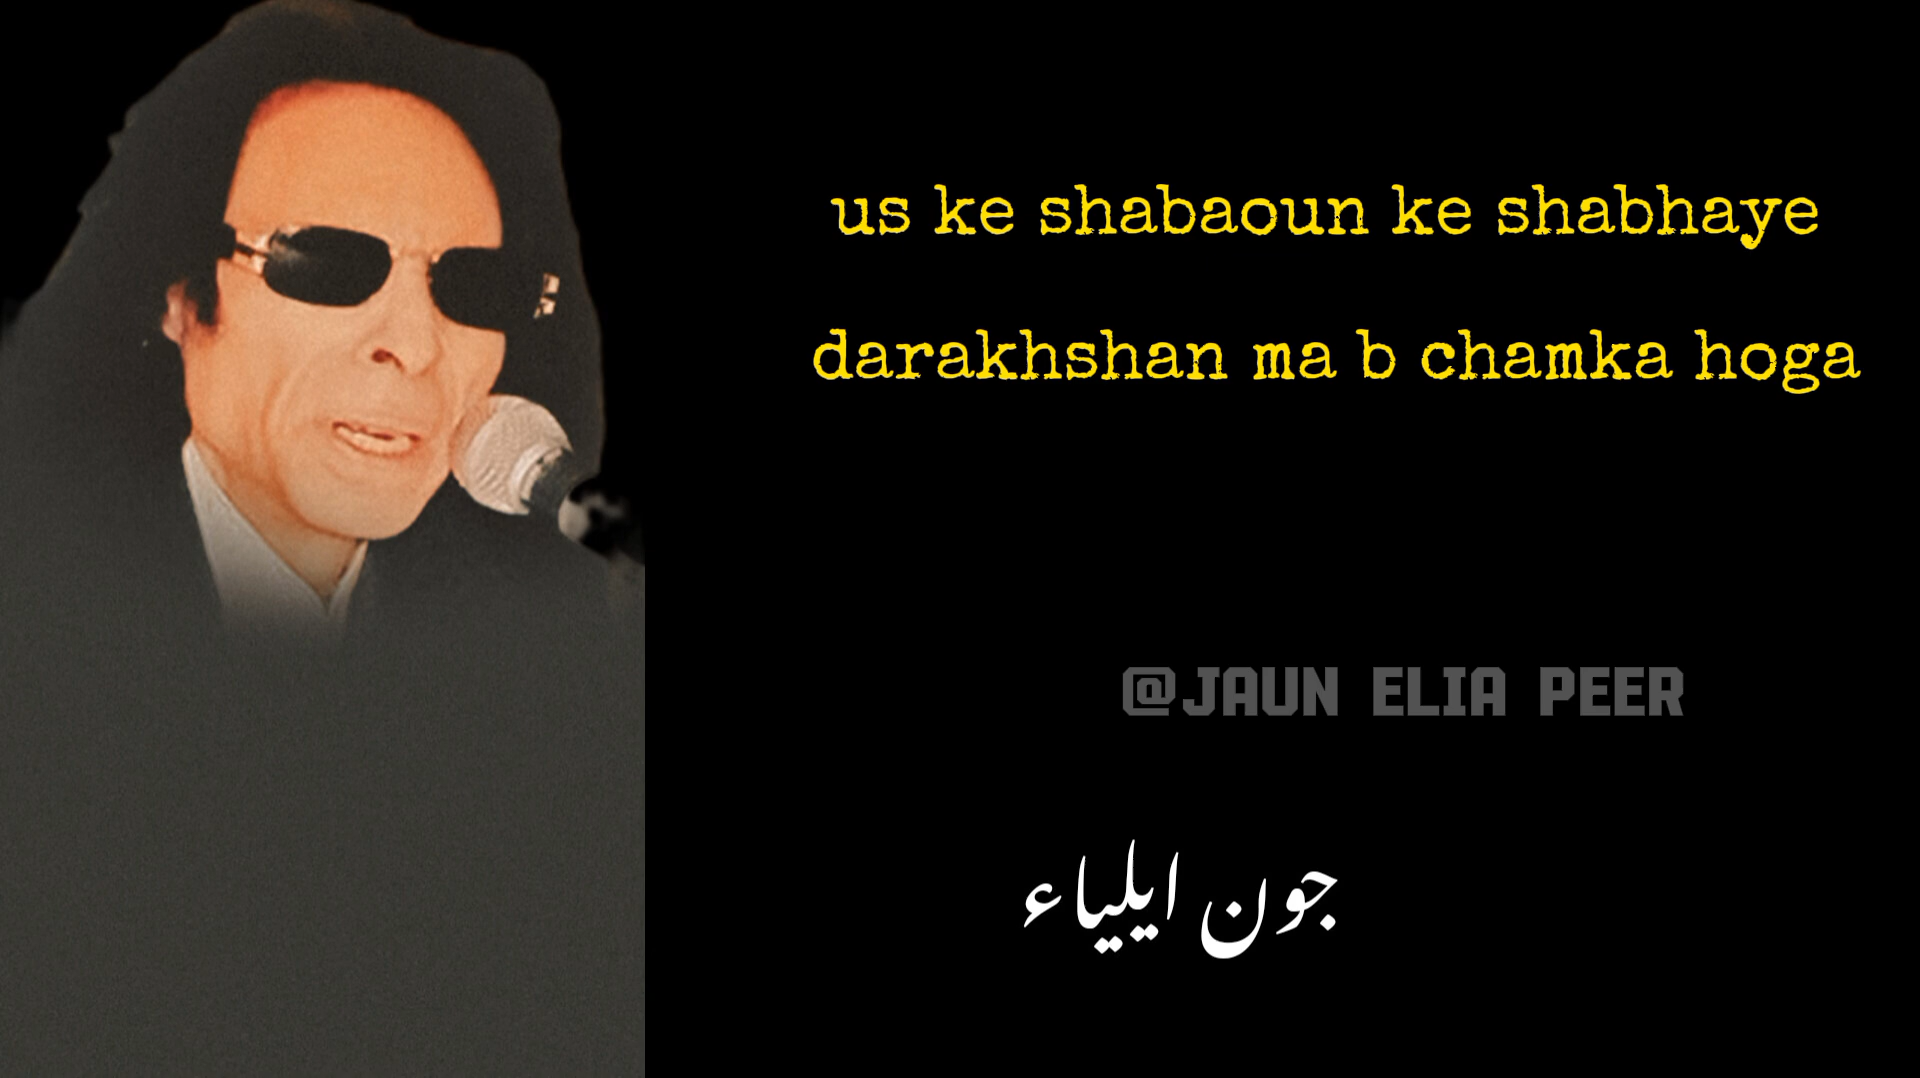 us ke shabaoun ke shabhaye
darakhshan ma b chamka hoga
@JAUN ELIA PEER
جون ایلیاء